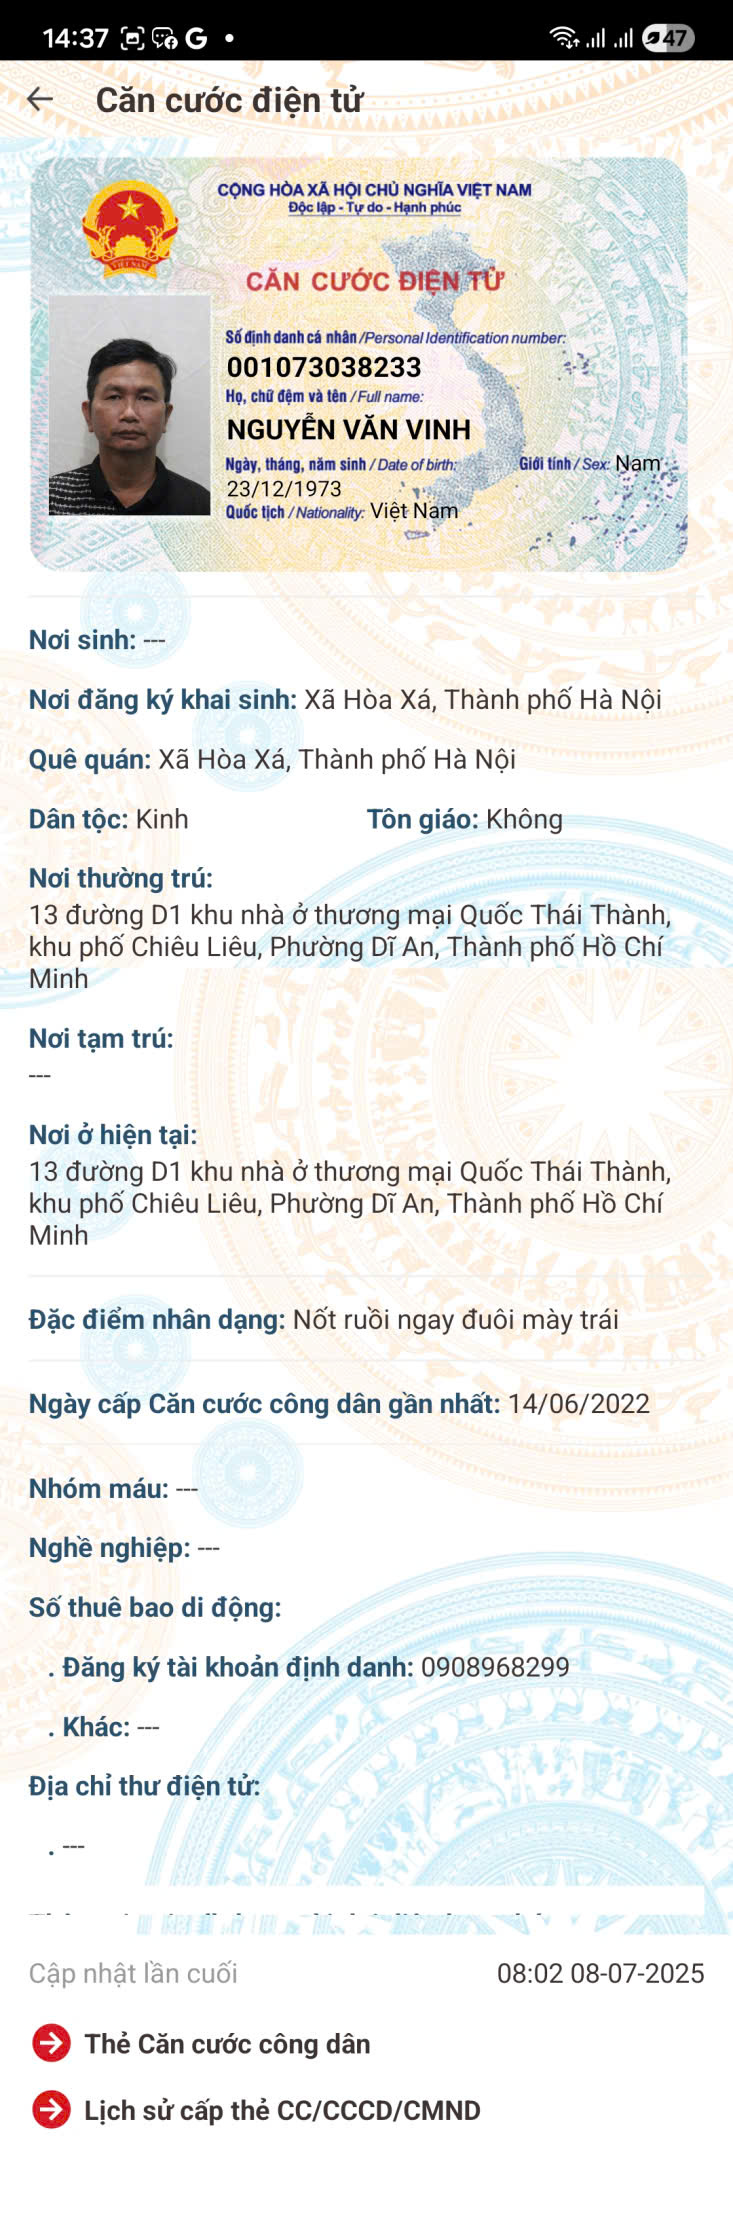 14:37
47
Căn cước điện tử
CỘNG HÒA XÃ HỘI CHỦ NGHĨA VIỆT NAM
Độc lập - Tự do - Hạnh phúc
VIỆT NAM
CĂN CƯỚC ĐIỆN TỬ
Số định danh cá nhân / Personal Identification number:
001073038233
Họ, chữ đệm và tên / Full name:
NGUYỄN VĂN VINH
Ngày, tháng, năm sinh / Date of birth: Giới tính / Sex: Nam
23/12/1973
Quốc tịch / Nationality: Việt Nam
Nơi sinh: ---
Nơi đăng ký khai sinh: Xã Hòa Xá, Thành phố Hà Nội
Quê quán: Xã Hòa Xá, Thành phố Hà Nội
Dân tộc: Kinh Tôn giáo: Không
Nơi thường trú:
13 đường D1 khu nhà ở thương mại Quốc Thái Thành,
khu phố Chiêu Liêu, Phường Dĩ An, Thành phố Hồ Chí
Minh
Nơi tạm trú:
---
Nơi ở hiện tại:
13 đường D1 khu nhà ở thương mại Quốc Thái Thành,
khu phố Chiêu Liêu, Phường Dĩ An, Thành phố Hồ Chí
Minh
Đặc điểm nhân dạng: Nốt ruồi ngay đuôi mày trái
Ngày cấp Căn cước công dân gần nhất: 14/06/2022
Nhóm máu: ---
Nghề nghiệp: ---
Số thuê bao di động:
. Đăng ký tài khoản định danh: 0908968299
. Khác: ---
Địa chỉ thư điện tử:
. ---
Cập nhật lần cuối 08:02 08-07-2025
Thẻ Căn cước công dân
Lịch sử cấp thẻ CC/CCCD/CMND